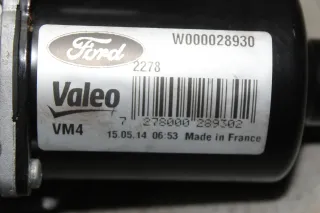 Ford
W000028930
2278
Valeo
VM4
7 278000 289302
15.05.14 06:53 Made in France